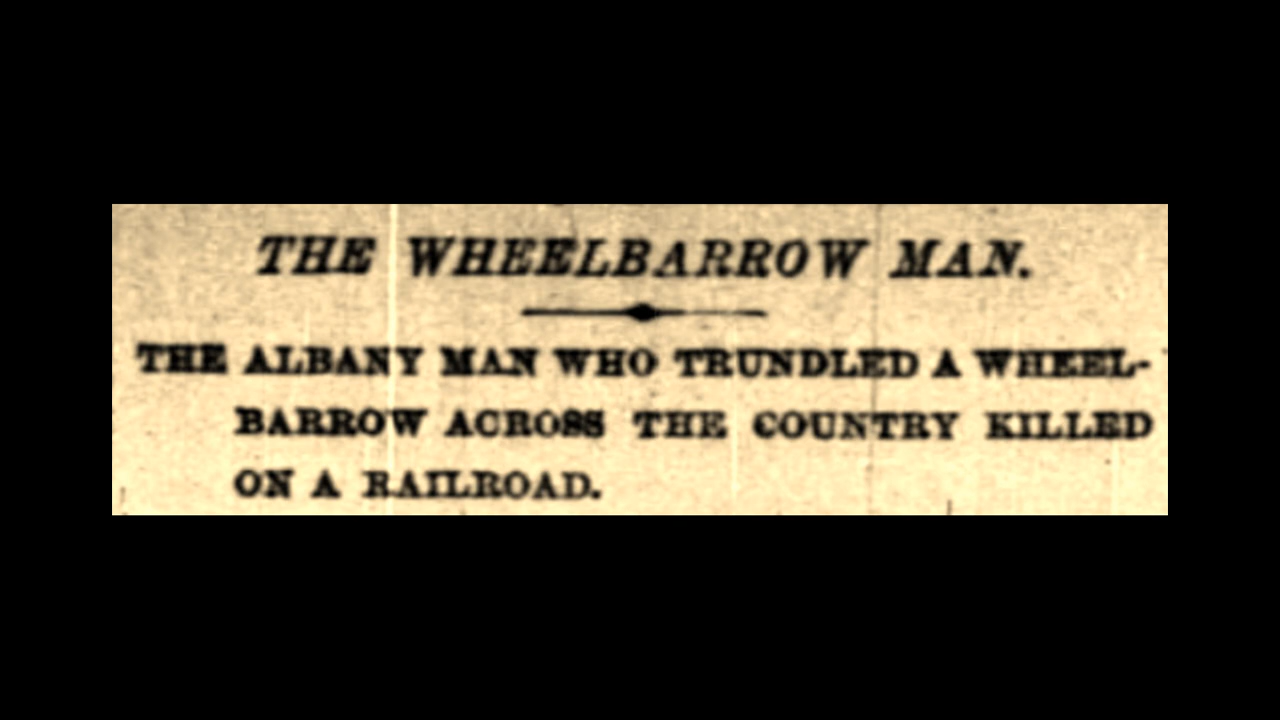 THE WHEELBARROW MAN.
THE ALBANY MAN WHO TRUNDLED A WHEEL-
BARROW ACROSS THE COUNTRY KILLED
ON A RAILROAD.